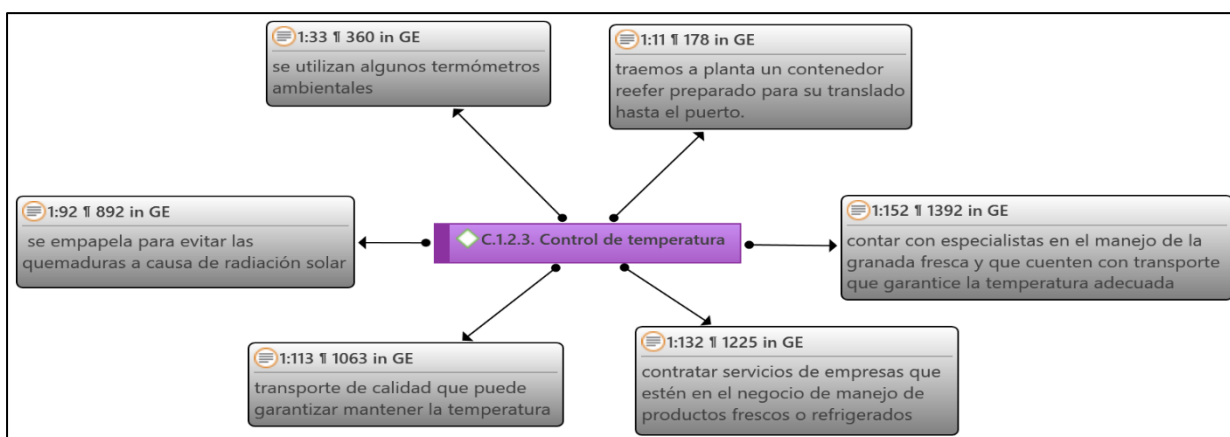 1:33 ¶ 360 in GE
se utilizan algunos termómetros
ambientales
1:11 ¶ 178 in GE
traemos a planta un contenedor
reefer preparado para su translado
hasta el puerto.
1:92 ¶ 892 in GE
se empapela para evitar las
quemaduras a causa de radiación solar
C.1.2.3. Control de temperatura
1:152 ¶ 1392 in GE
contar con especialistas en el manejo de la
granada fresca y que cuenten con transporte
que garantice la temperatura adecuada
1:113 ¶ 1063 in GE
transporte de calidad que puede
garantizar mantener la temperatura
1:132 ¶ 1225 in GE
contratar servicios de empresas que
estén en el negocio de manejo de
productos frescos o refrigerados